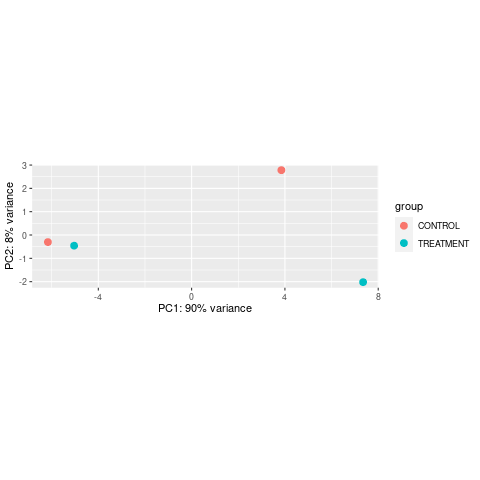 3
2
1
0
-1
-2
PC2: 8% variance
-4
0
4
8
PC1: 90% variance
group
CONTROL
TREATMENT